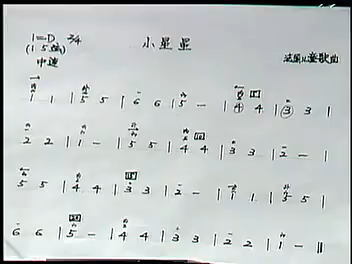 1=D 2/4
小星星
(1 5弦)
中速
法国儿童歌曲
1 1 | 5 5 | 6 6 | 5 - | 4 4 | 3 3 |
2 2 | 1 - | 5 5 | 4 4 | 3 3 | 2 - |
5 5 | 4 4 | 3 3 | 2 - | 1 1 | 5 5 |
6 6 | 5 - | 4 4 | 3 3 | 2 2 | 1 - ‖